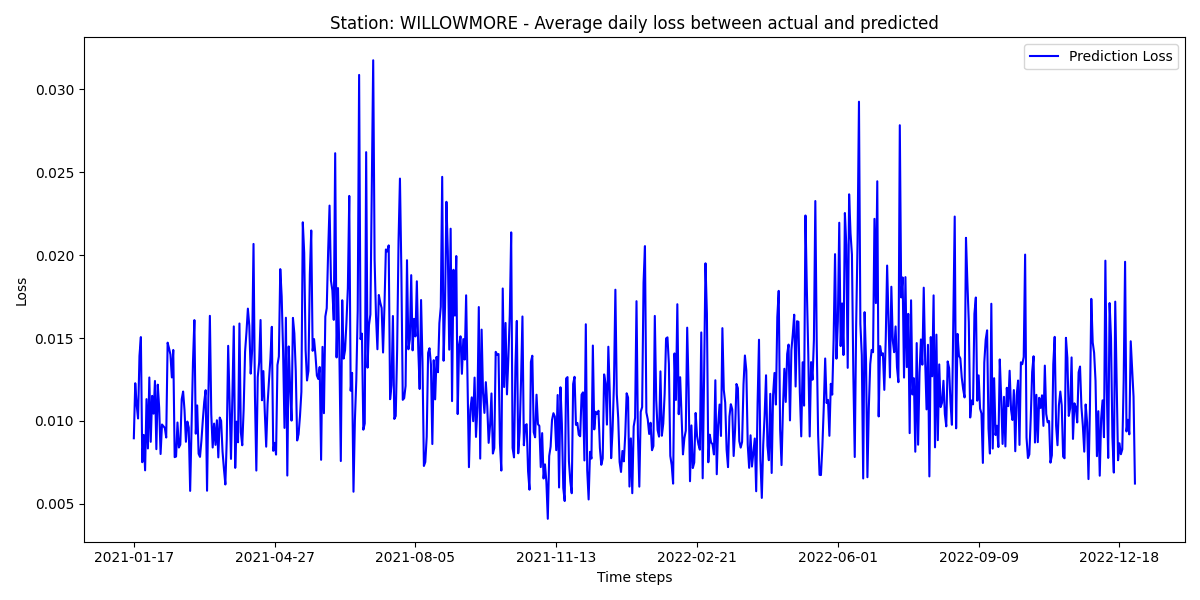 Station: WILLOWMORE - Average daily loss between actual and predicted
Prediction Loss
Loss
0.030
0.025
0.020
0.015
0.010
0.005
2021-01-17 2021-04-27 2021-08-05 2021-11-13 2022-02-21 2022-06-01 2022-09-09 2022-12-18
Time steps